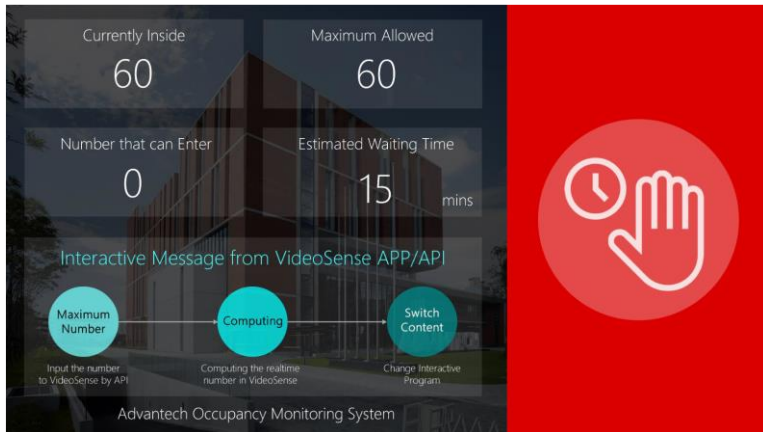 Currently Inside
60
Maximum Allowed
60
Number that can Enter
0
Estimated Waiting Time
15 mins
Interactive Message from VideoSense APP/API
Maximum
Number
Computing
Switch
Content
Input the number
to VideoSense by API
Computing the realtime
number in VideoSense
Change Interactive
Program
Advantech Occupancy Monitoring System